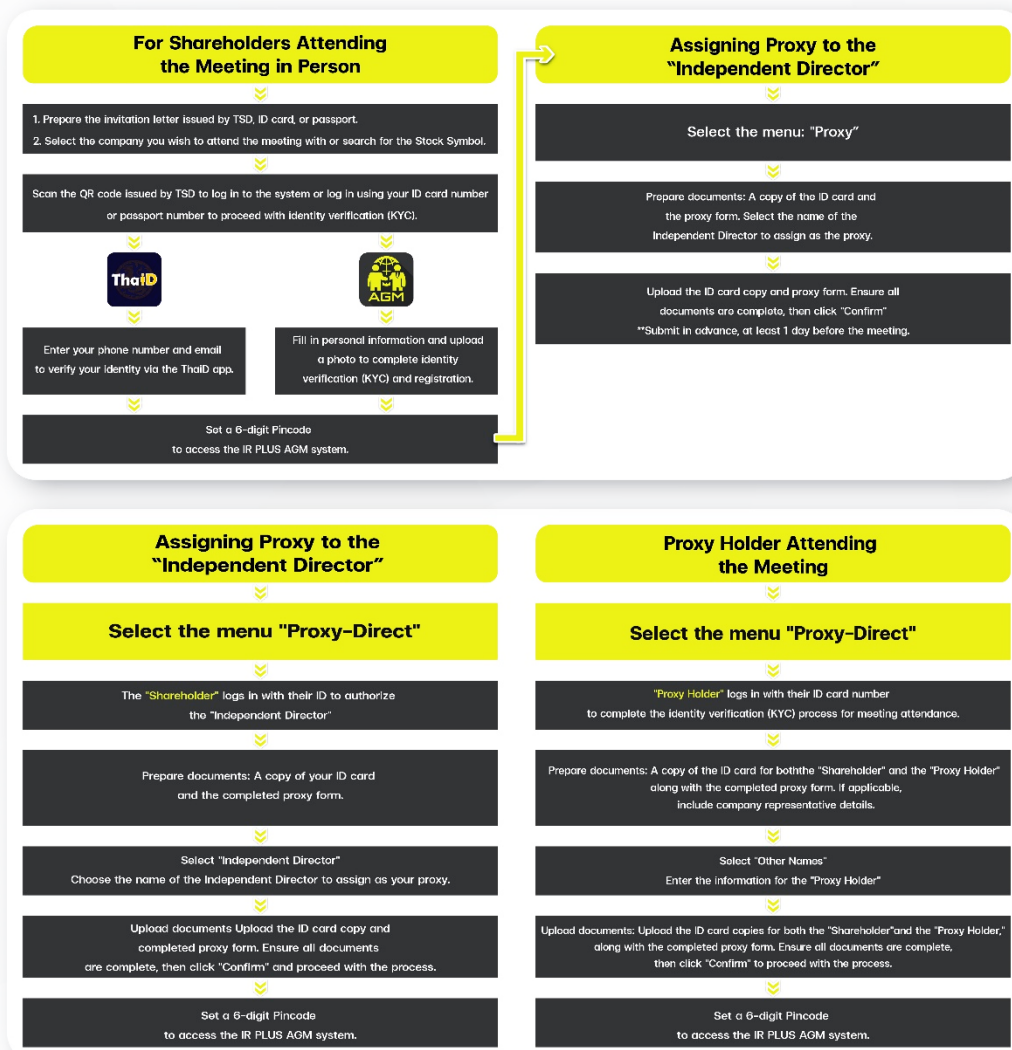 For Shareholders Attending
the Meeting in Person
1. Prepare the invitation letter issued by TSD, ID card, or passport.
2. Select the company you wish to attend the meeting with or search for the Stock Symbol.
Scan the QR code issued by TSD to log in to the system or log in using your ID card number
or passport number to proceed with identity verification (KYC).
ThaiD
AGM
Enter your phone number and email
to verify your identity via the ThaiD app.
Fill in personal information and upload
a photo to complete identity
verification (KYC) and registration.
Set a 6-digit Pincode
to access the IR PLUS AGM system.
Assigning Proxy to the
"Independent Director"
Select the menu: "Proxy"
Prepare documents: A copy of the ID card and
the proxy form. Select the name of the
Independent Director to assign as the proxy.
Upload the ID card copy and proxy form. Ensure all
documents are complete, then click "Confirm"
**Submit in advance, at least 1 day before the meeting.
Assigning Proxy to the
"Independent Director"
Select the menu "Proxy-Direct"
The "Shareholder" logs in with their ID to authorize
the "Independent Director"
Prepare documents: A copy of your ID card
and the completed proxy form.
Select "Independent Director"
Choose the name of the Independent Director to assign as your proxy.
Upload documents Upload the ID card copy and
completed proxy form. Ensure all documents
are complete, then click "Confirm" and proceed with the process.
Set a 6-digit Pincode
to access the IR PLUS AGM system.
Proxy Holder Attending
the Meeting
Select the menu "Proxy-Direct"
"Proxy Holder" logs in with their ID card number
to complete the identity verification (KYC) process for meeting attendance.
Prepare documents: A copy of the ID card for boththe "Shareholder" and the "Proxy Holder"
along with the completed proxy form. If applicable,
include company representative details.
Select "Other Names"
Enter the information for the "Proxy Holder"
Upload documents: Upload the ID card copies for both the "Shareholder"and the "Proxy Holder,"
along with the completed proxy form. Ensure all documents are complete,
then click "Confirm" to proceed with the process.
Set a 6-digit Pincode
to access the IR PLUS AGM system.